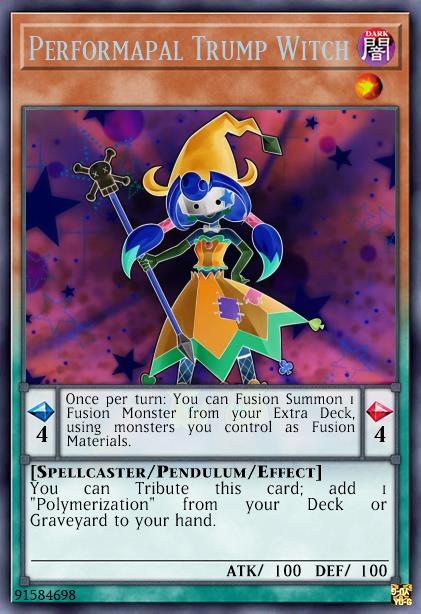 Performapal Trump Witch
DARK
闇
Once per turn: You can Fusion Summon 1
Fusion Monster from your Extra Deck,
using monsters you control as Fusion
Materials.
4
4
[Spellcaster/Pendulum/Effect]
You can Tribute this card; add 1
"Polymerization" from your Deck or
Graveyard to your hand.
ATK/ 100 DEF/ 100
91584698